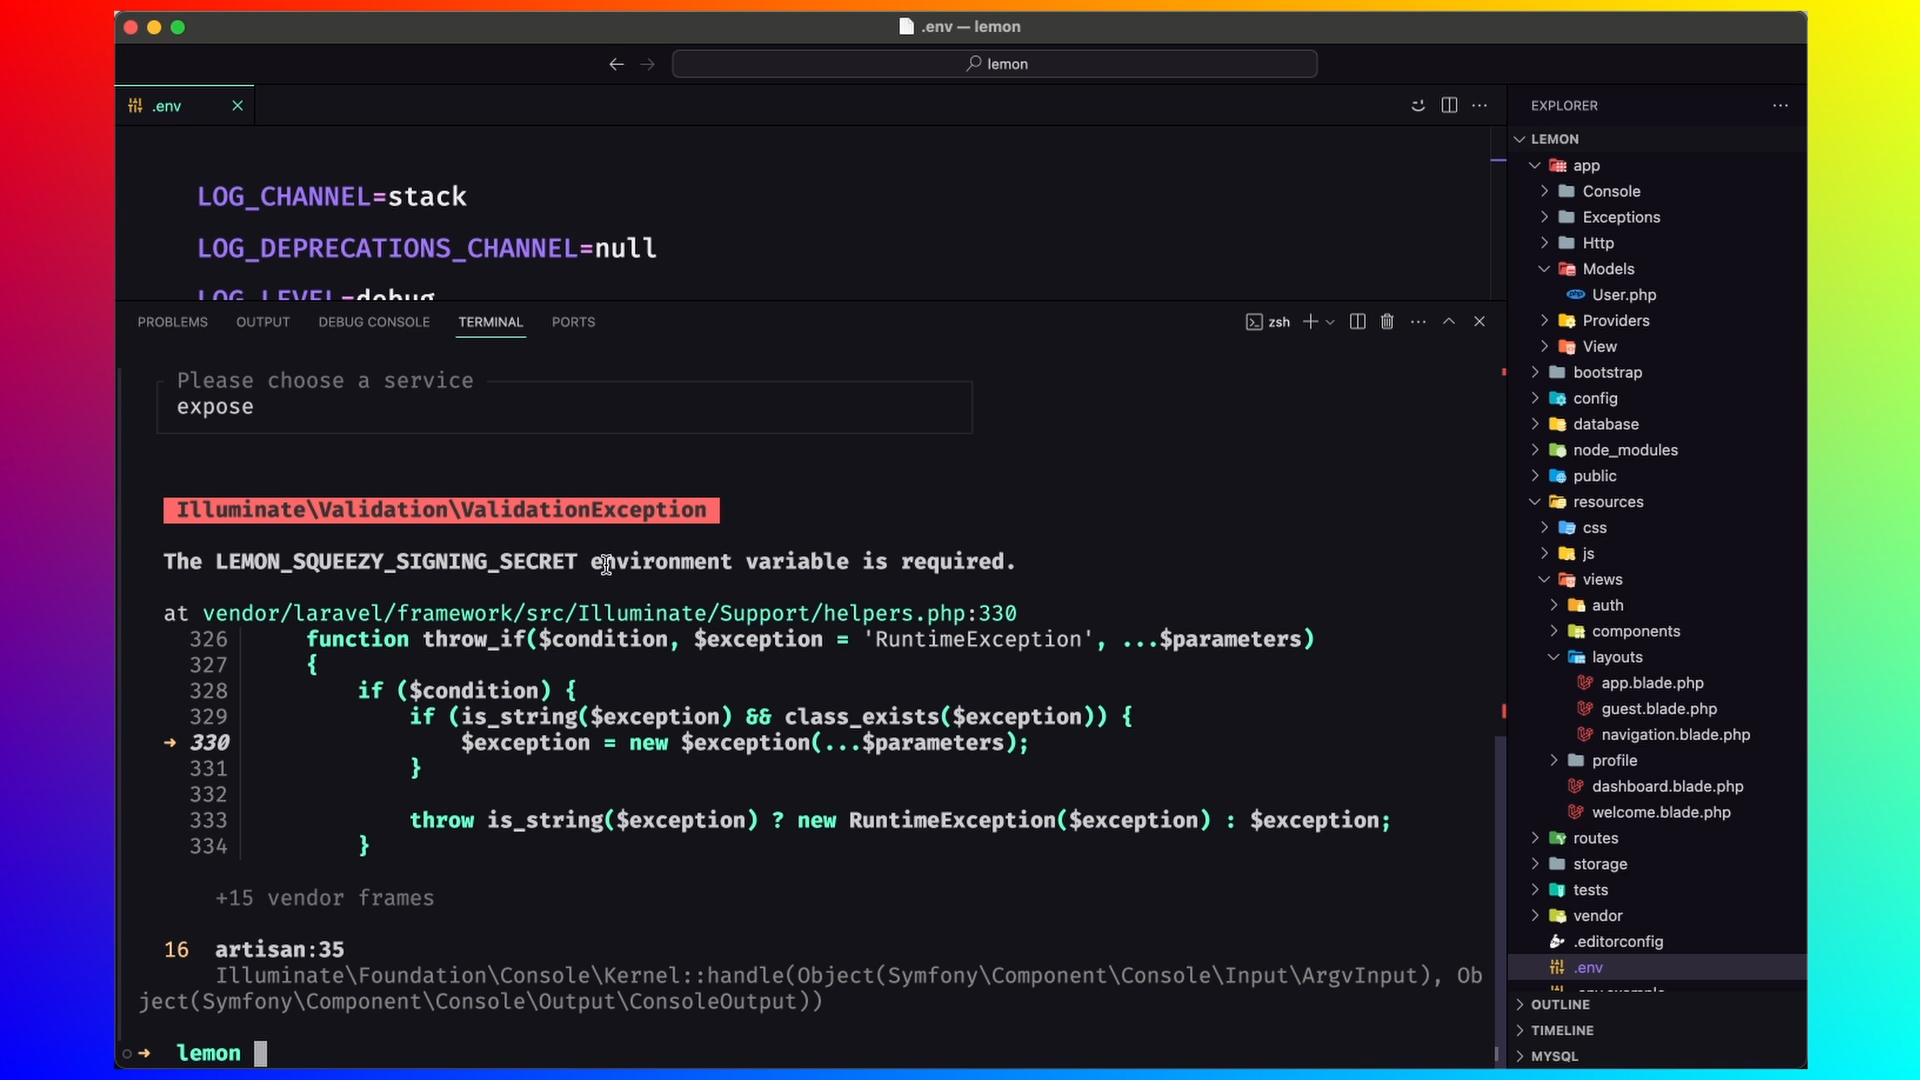 .env — lemon
lemon
.env
LOG_CHANNEL=stack
LOG_DEPRECATIONS_CHANNEL=null
LOG_LEVEL=debug
PROBLEMS
OUTPUT
DEBUG CONSOLE
TERMINAL
PORTS
zsh
Please choose a service
expose
Illuminate\Validation\ValidationException
The LEMON_SQUEEZY_SIGNING_SECRET environment variable is required.
at vendor/laravel/framework/src/Illuminate/Support/helpers.php:330
326 function throw_if($condition, $exception = 'RuntimeException', ...$parameters)
327 {
328 if ($condition) {
329 if (is_string($exception) && class_exists($exception)) {
➜ 330 $exception = new $exception(...$parameters);
331 }
332
333 throw is_string($exception) ? new RuntimeException($exception) : $exception;
334 }
+15 vendor frames
16 artisan:35
Illuminate\Foundation\Console\Kernel::handle(Object(Symfony\Component\Console\Input\ArgvInput), Ob
ject(Symfony\Component\Console\Output\ConsoleOutput))
➜ lemon
EXPLORER
LEMON
app
Console
Exceptions
Http
Models
User.php
Providers
View
bootstrap
config
database
node_modules
public
resources
css
js
views
auth
components
layouts
app.blade.php
guest.blade.php
navigation.blade.php
profile
dashboard.blade.php
welcome.blade.php
routes
storage
tests
vendor
.editorconfig
.env
.env.example
OUTLINE
TIMELINE
MYSQL